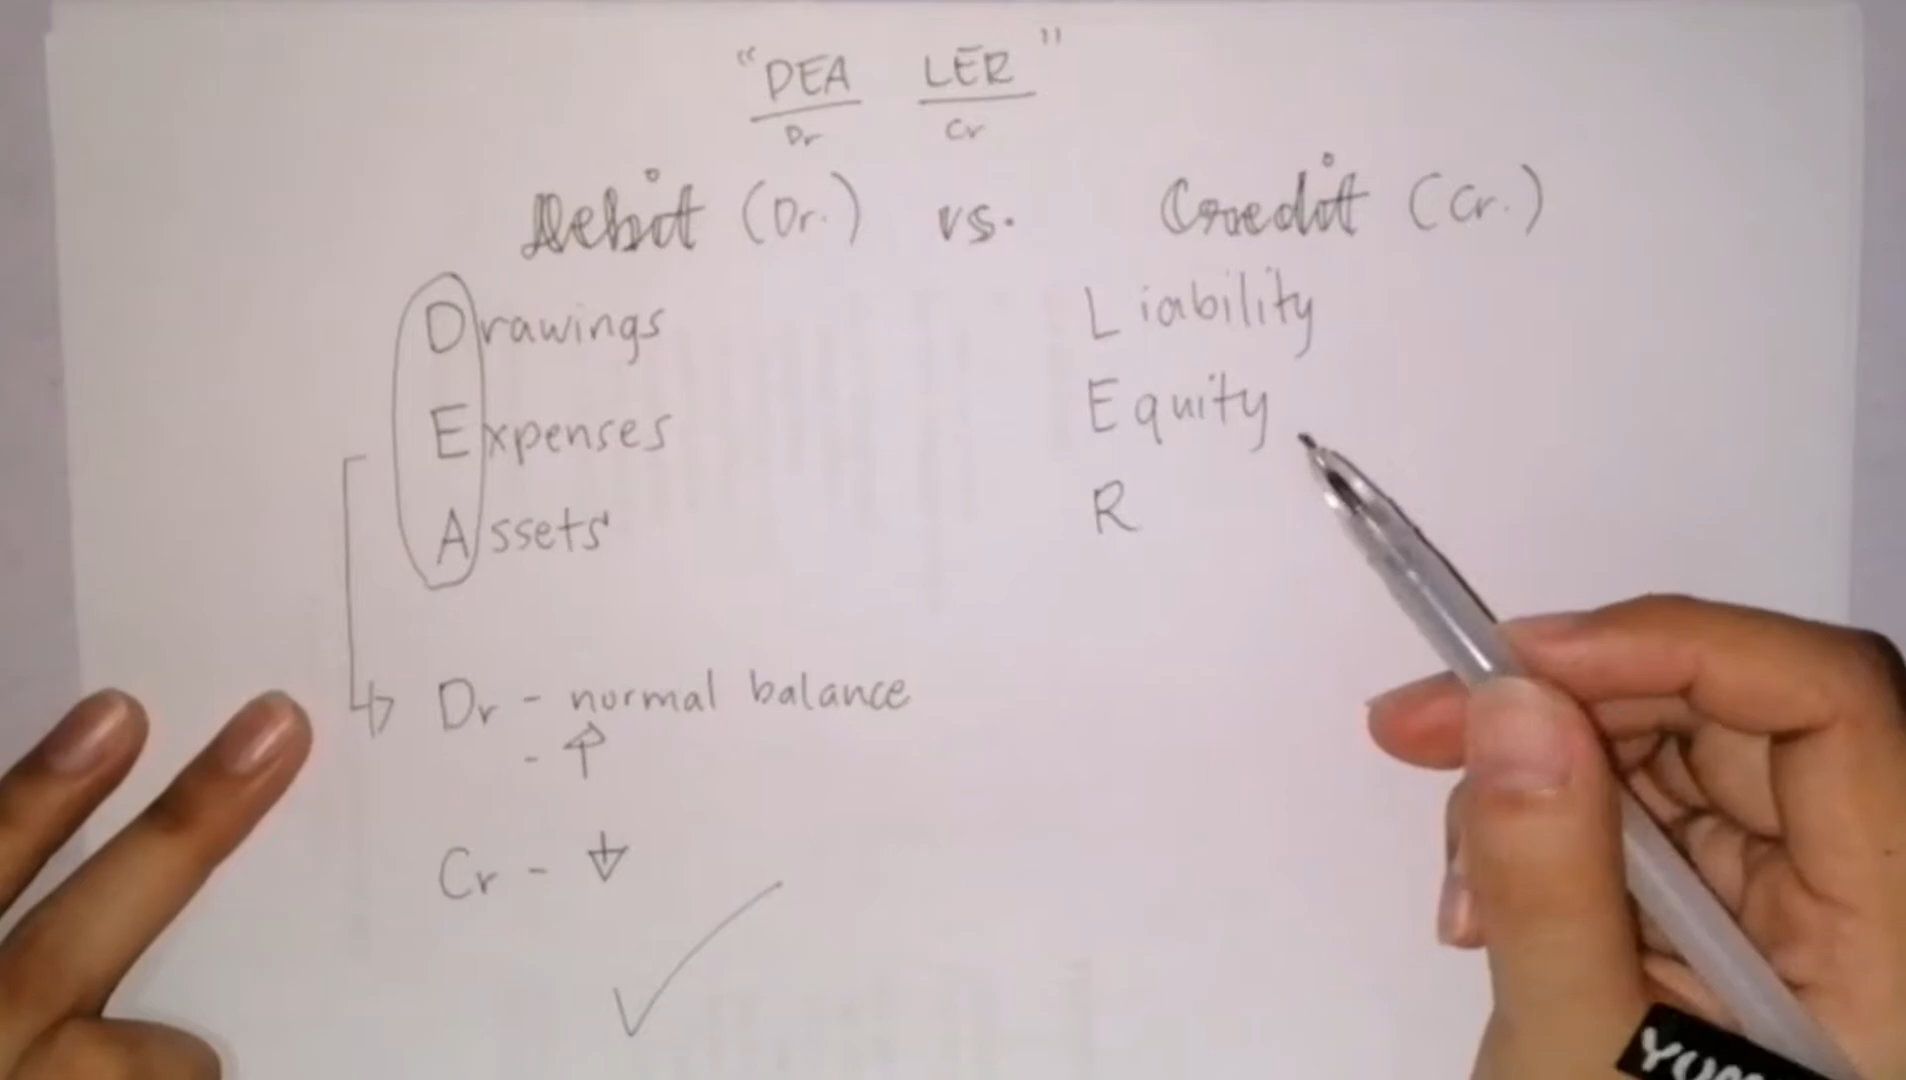 "DEA LER"
Dr Cr
Debit (Dr.) vs. Credit (Cr.)
Drawings
Expenses
Assets
Liability
Equity
R
Dr - normal balance
- ↑
Cr - ↓